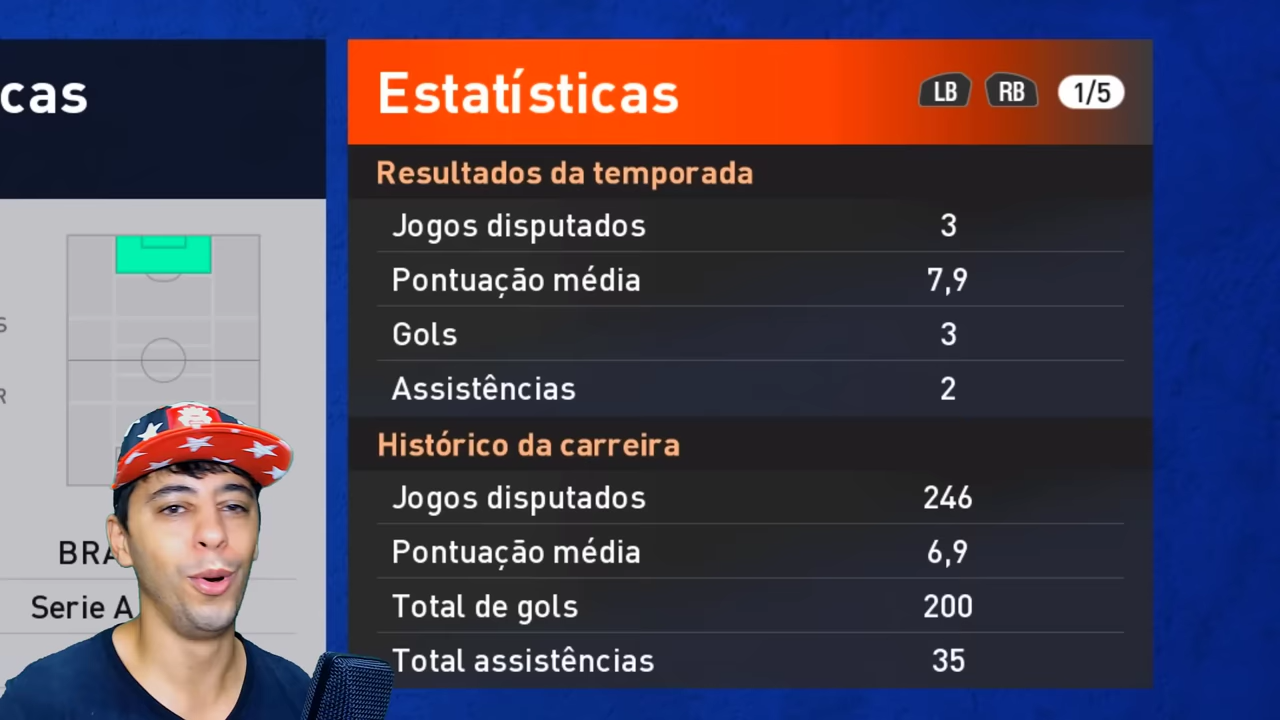 cas
Estatísticas
LB RB 1/5
Resultados da temporada
Jogos disputados 3
Pontuação média 7,9
Gols 3
Assistências 2
Histórico da carreira
Jogos disputados 246
Pontuação média 6,9
Total de gols 200
Total assistências 35
S
R
BRA
Serie A